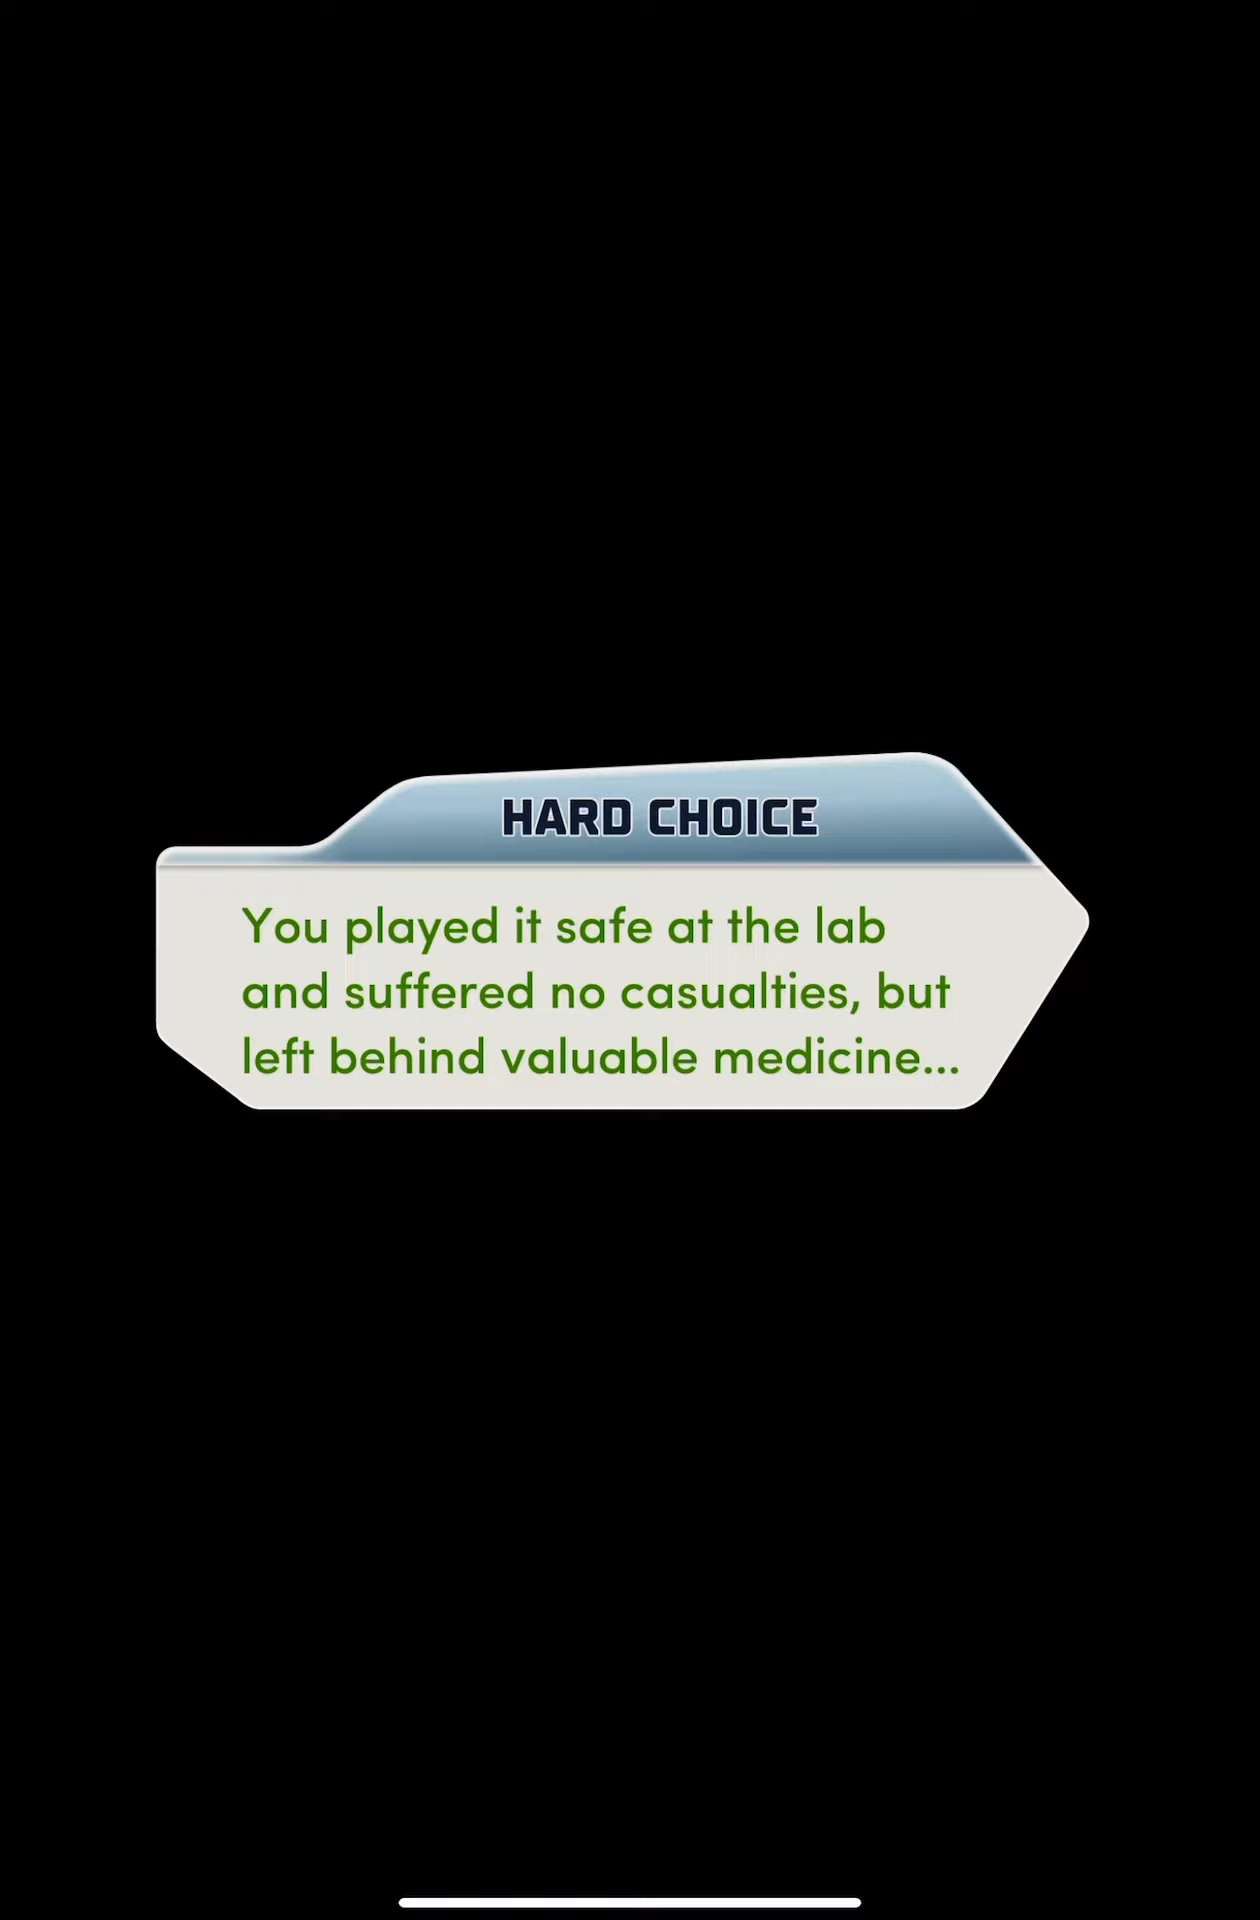 HARD CHOICE
You played it safe at the lab
and suffered no casualties, but
left behind valuable medicine...